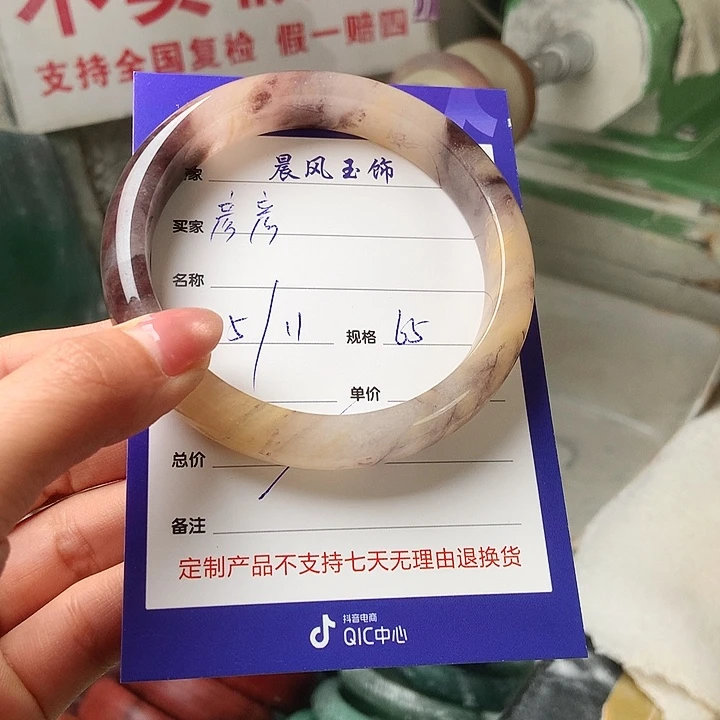 支持全国复检 假一赔四
家 晨风玉饰
买家 彦彦
名称
5/11 规格 65
单价
总价
备注
定制产品不支持七天无理由退换货
抖音电商
QIC中心